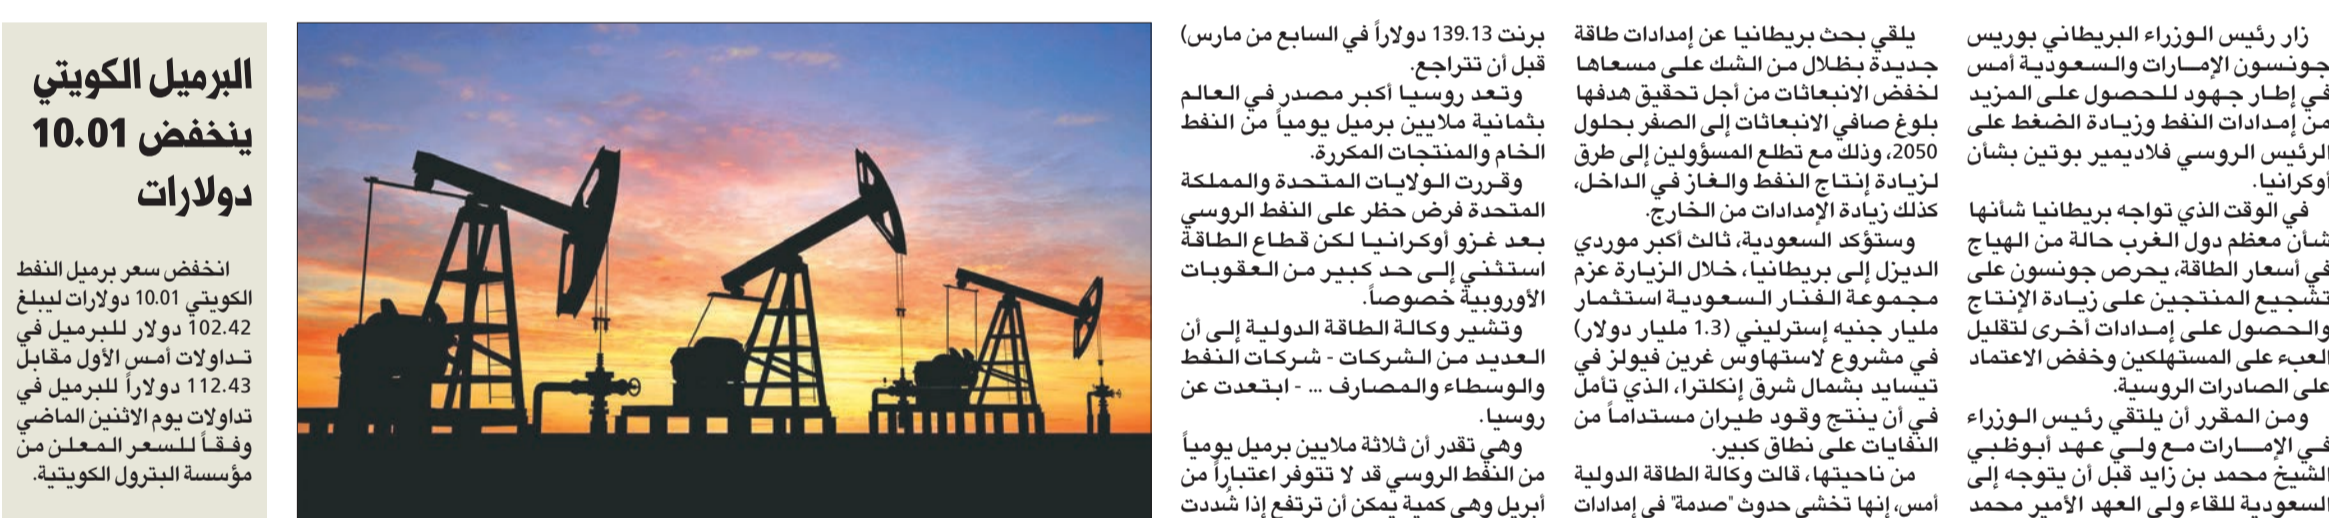 زار رئيس الوزراء البريطاني بوريس
جونسون الإمارات والسعودية أمس
في إطار جهود للحصول على المزيد
من إمدادات النفط وزيادة الضغط على
الرئيس الروسي فلاديمير بوتين بشأن
أوكرانيا.
في الوقت الذي تواجه بريطانيا شأنها
شأن معظم دول الغرب حالة من الهياج
في أسعار الطاقة، يحرص جونسون على
تشجيع المنتجين على زيادة الإنتاج
والحصول على إمدادات أخرى لتقليل
العبء على المستهلكين وخفض الاعتماد
على الصادرات الروسية.
ومن المقرر أن يلتقي رئيس الوزراء
في الإمارات مع ولي عهد أبوظبي
الشيخ محمد بن زايد قبل أن يتوجه إلى
السعودية للقاء ولي العهد الأمير محمد
يلقي بحث بريطانيا عن إمدادات طاقة
جديدة بظلال من الشك على مسعاها
لخفض الانبعاثات من أجل تحقيق هدفها
بلوغ صافي الانبعاثات إلى الصفر بحلول
2050، وذلك مع تطلع المسؤولين إلى طرق
لزيادة إنتاج النفط والغاز في الداخل،
كذلك زيادة الإمدادات من الخارج.
وستؤكد السعودية، ثالث أكبر موردي
الديزل إلى بريطانيا، خلال الزيارة عزم
مجموعة الفنار السعودية استثمار
مليار جنيه إسترليني (1.3 مليار دولار)
في مشروع لاستهاوس غرين فيولز في
تيسايد بشمال شرق إنكلترا، الذي تأمل
في أن ينتج وقود طيران مستداماً من
النفايات على نطاق كبير.
من ناحيتها، قالت وكالة الطاقة الدولية
أمس، إنها تخشى حدوث "صدمة" في إمدادات
برنت 139.13 دولاراً في السابع من مارس)
قبل أن تتراجع.
وتعد روسيا أكبر مصدر في العالم
بثمانية ملايين برميل يومياً من النفط
الخام والمنتجات المكررة.
وقررت الولايات المتحدة والمملكة
المتحدة فرض حظر على النفط الروسي
بعد غزو أوكرانيا لكن قطاع الطاقة
استثني إلى حد كبير من العقوبات
الأوروبية خصوصاً.
وتشير وكالة الطاقة الدولية إلى أن
العديد من الشركات - شركات النفط
والوسطاء والمصارف ... - ابتعدت عن
روسيا.
وهي تقدر أن ثلاثة ملايين برميل يومياً
من النفط الروسي قد لا تتوفر اعتباراً من
أبريل وهي كمية يمكن أن ترتفع إذا شُددت
البرميل الكويتي
ينخفض 10.01
دولارات
انخفض سعر برميل النفط
الكويتي 10.01 دولارات ليبلغ
102.42 دولار للبرميل في
تداولات أمس الأول مقابل
112.43 دولاراً للبرميل في
تداولات يوم الاثنين الماضي
وفقاً للسعر المعلن من
مؤسسة البترول الكويتية.